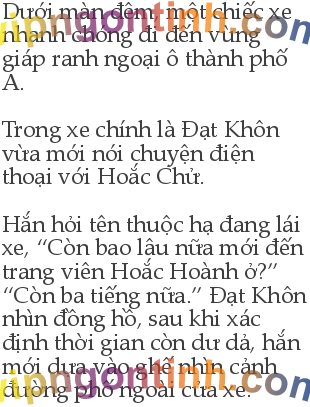 Dưới màn đêm, một chiếc xe
nhanh chóng đi đến vùng
giáp ranh ngoại ô thành phố
A.
Trong xe chính là Đạt Khôn
vừa mới nói chuyện điện
thoại với Hoắc Chử.
Hắn hỏi tên thuộc hạ đang lái
xe, “Còn bao lâu nữa mới đến
trang viên Hoắc Hoành ở?”
“Còn ba tiếng nữa.” Đạt Khôn
nhìn đồng hồ, sau khi xác
định thời gian còn dư dả, hắn
mới dựa vào ghế nhìn cảnh
đường phố ngoài cửa xe.